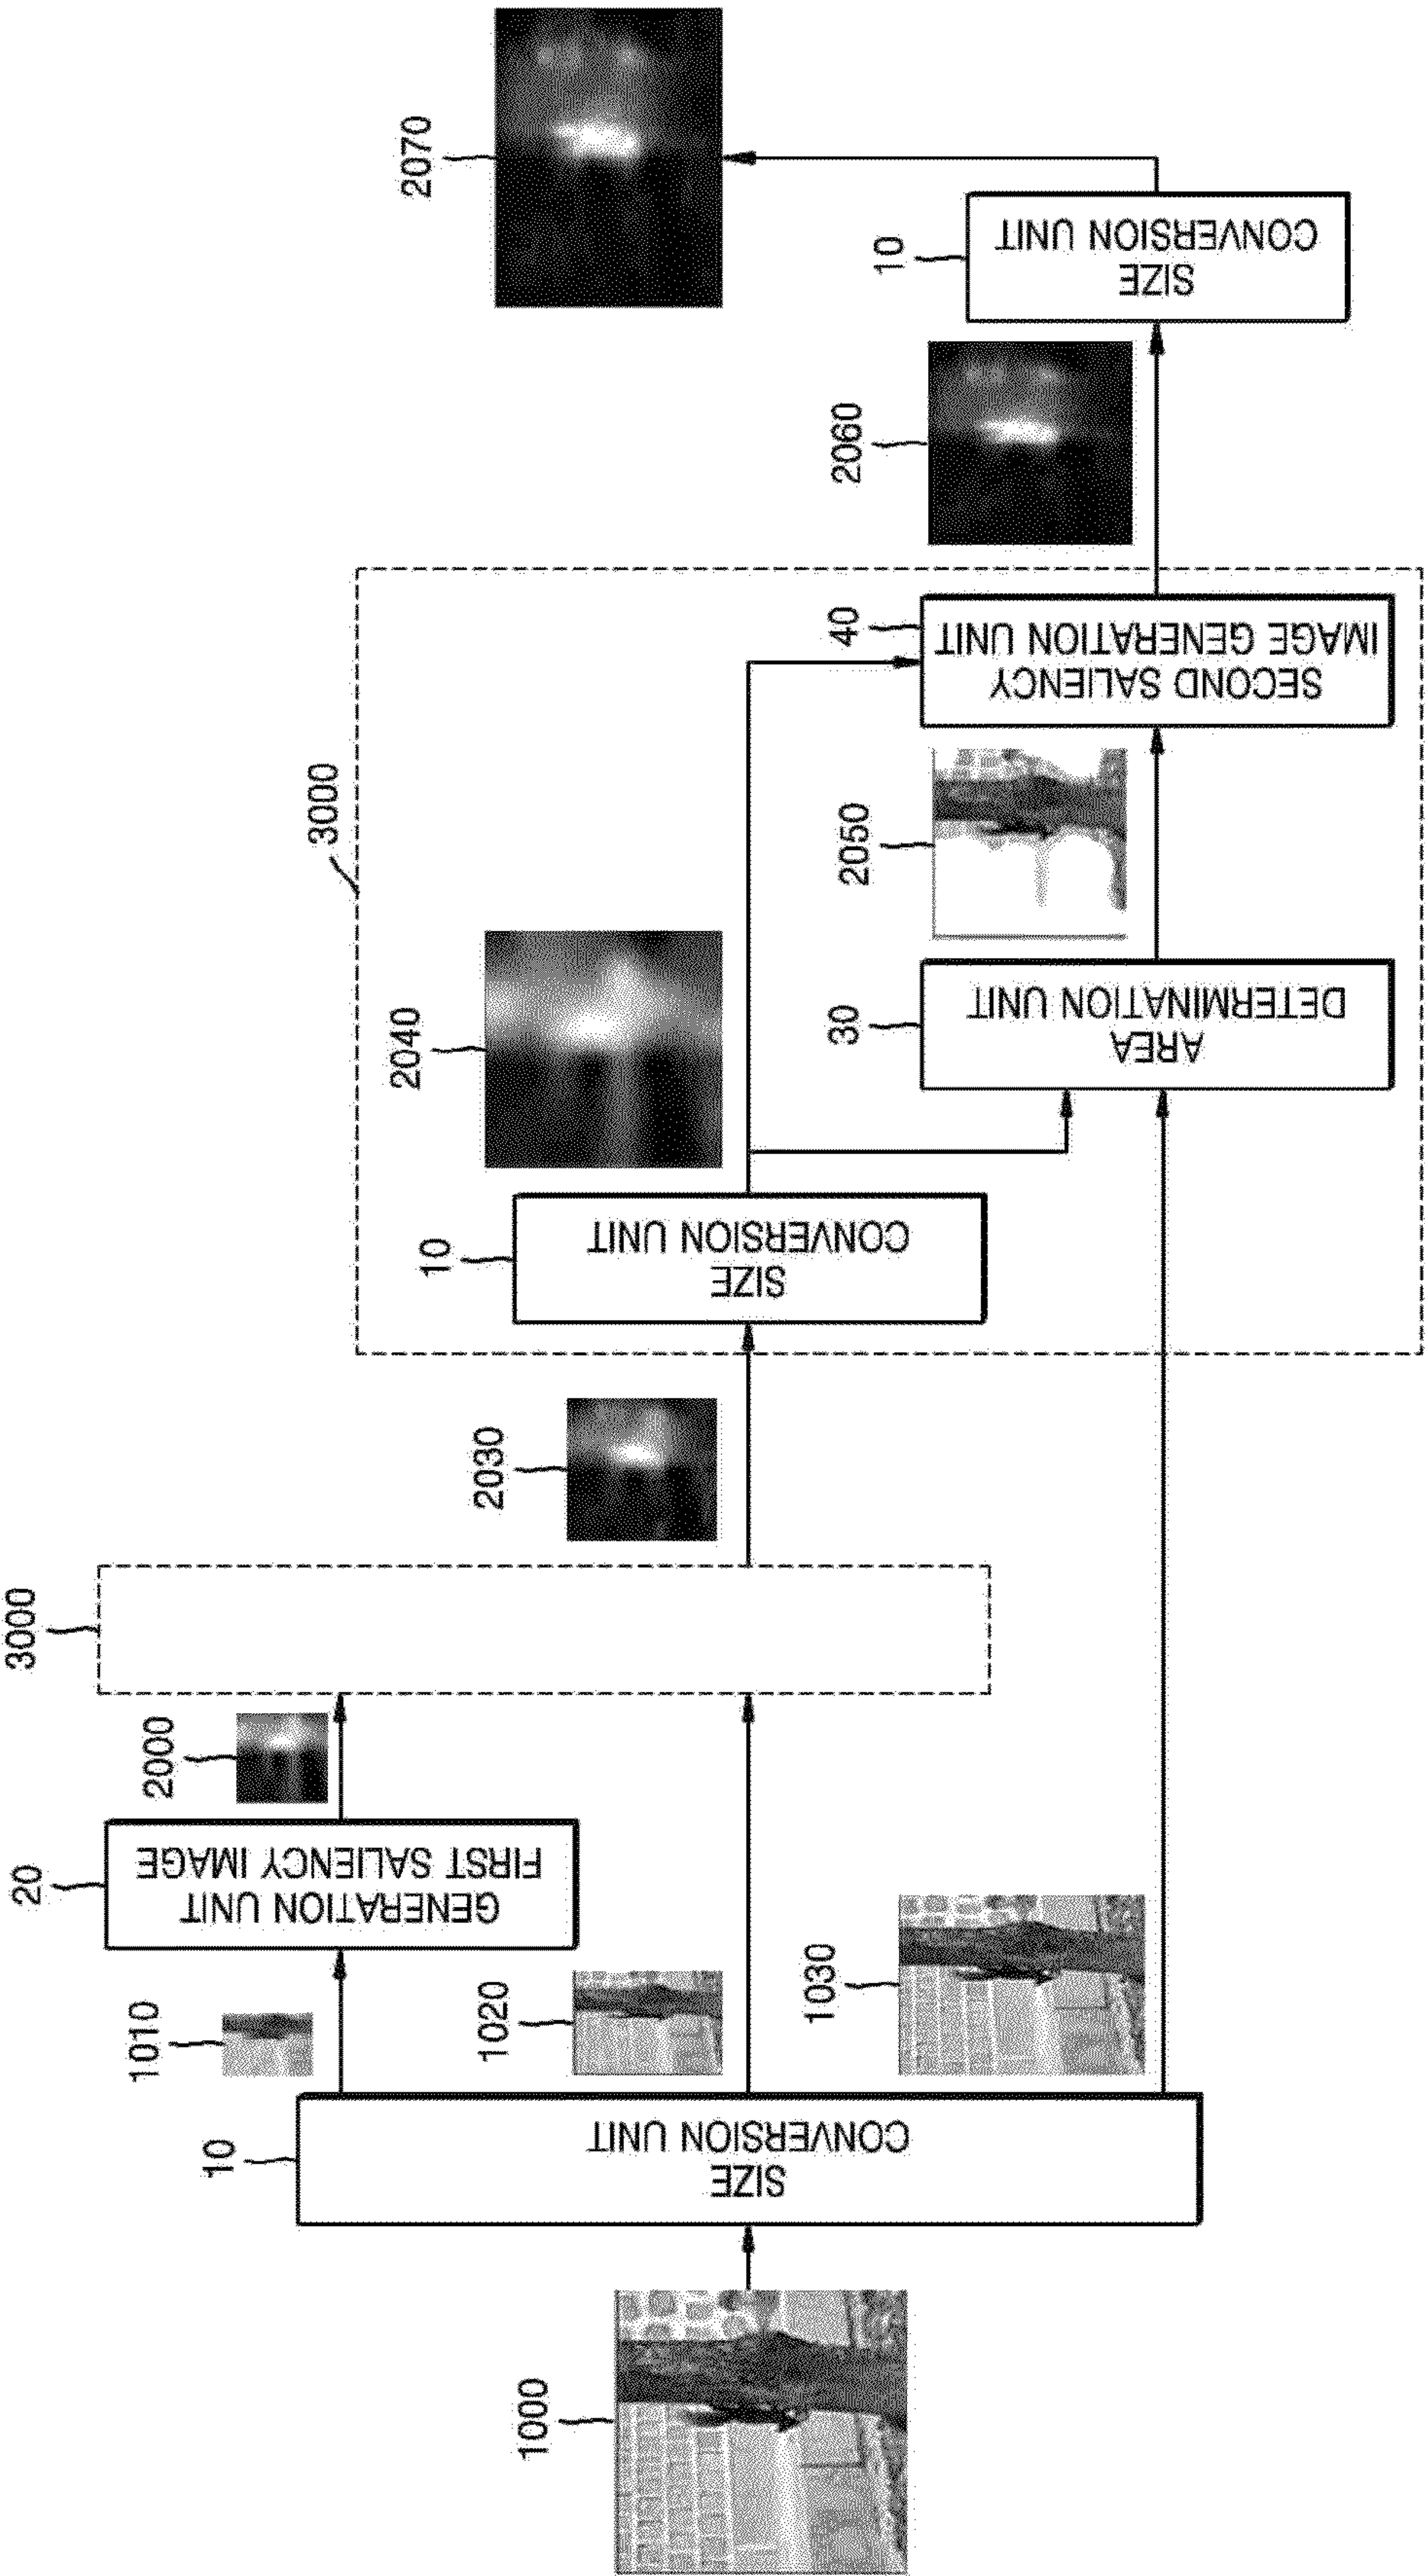 1000
10
SIZE
CONVERSION UNIT
1010
1020
1030
20
FIRST SALIENCY IMAGE
GENERATION UNIT
2000
3000
2030
3000
10
SIZE
CONVERSION UNIT
2040
30
AREA
DETERMINATION UNIT
2050
40
SECOND SALIENCY
IMAGE GENERATION UNIT
2060
10
SIZE
CONVERSION UNIT
2070